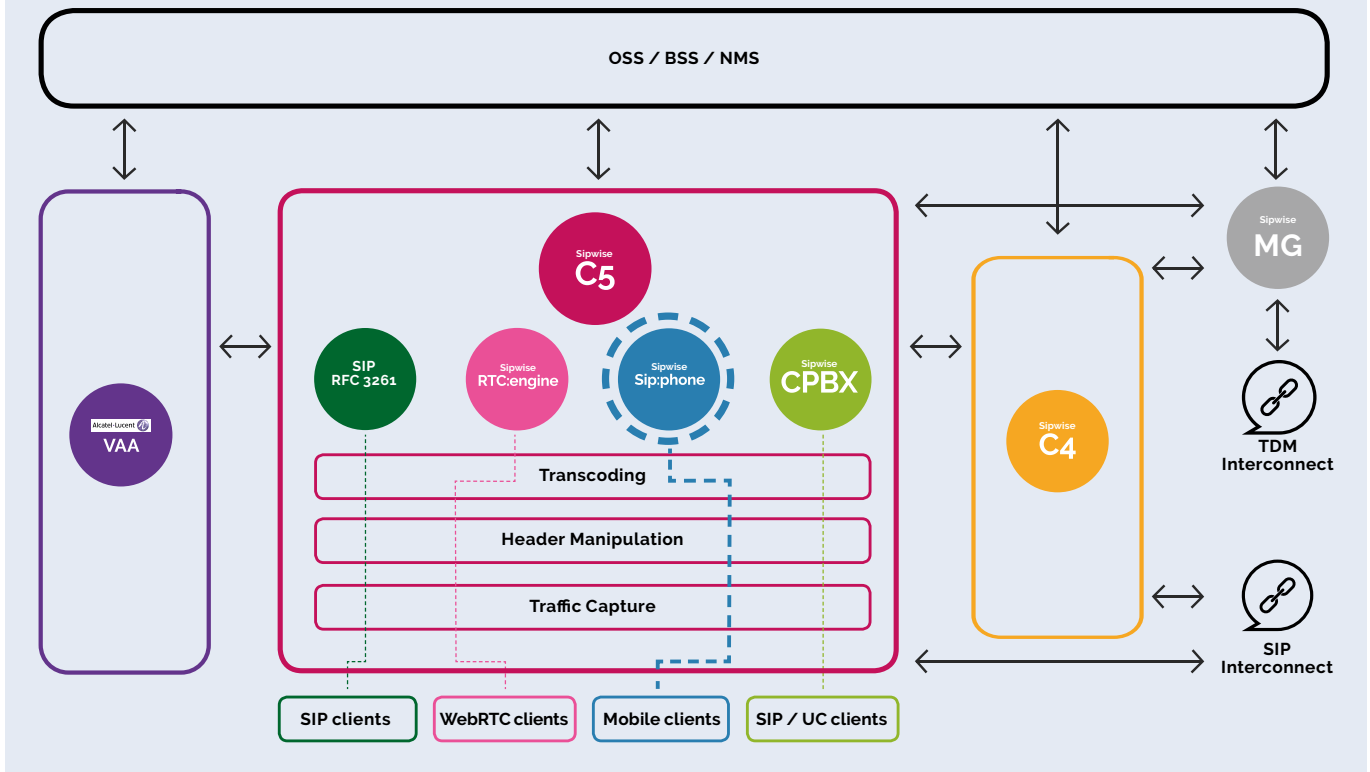 OSS / BSS / NMS
Sipwise
MG
Sipwise
C5
SIP
RFC 3261
Sipwise
RTC:engine
Sipwise
Sip:phone
Sipwise
CPBX
Alcatel·Lucent
VAA
Sipwise
C4
TDM
Interconnect
Transcoding
Header Manipulation
Traffic Capture
SIP
Interconnect
SIP clients
WebRTC clients
Mobile clients
SIP / UC clients